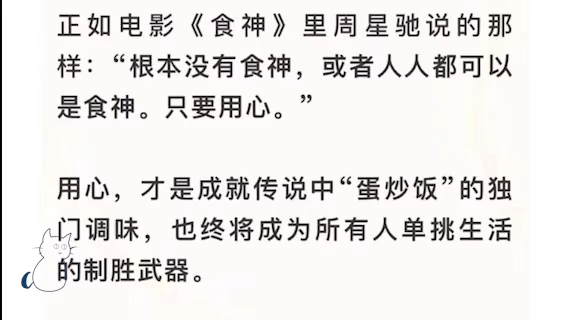 正如电影《食神》里周星驰说的那
样：“根本没有食神，或者人人都可以
是食神。只要用心。”
用心，才是成就传说中“蛋炒饭”的独
门调味，也终将成为所有人单挑生活
的制胜武器。